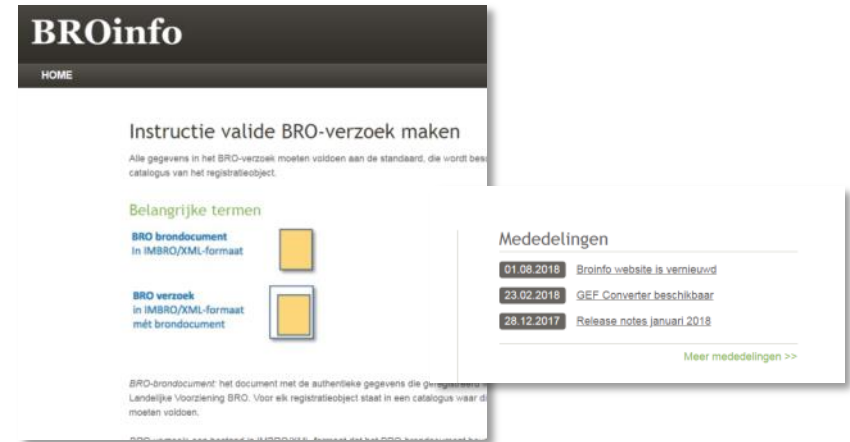 BROinfo
HOME
Instructie valide BRO-verzoek maken
Alle gegevens in het BRO-verzoek moeten voldoen aan de standaard, die wordt
catalogus van het registratieobject.
Belangrijke termen
BRO brondocument
In IMBRO/XML-formaat
BRO verzoek
in IMBRO/XML-formaat
mét brondocument
BRO-brondocument: het document met de authentieke gegevens die
Landelijke Voorziening BRO. Voor elk registratieobject staat in een catalogus waar
moeten voldoen.
Mededelingen
01.08.2018 Broinfo website is vernieuwd
23.02.2018 GEF Converter beschikbaar
28.12.2017 Release notes januari 2018
Meer mededelingen >>